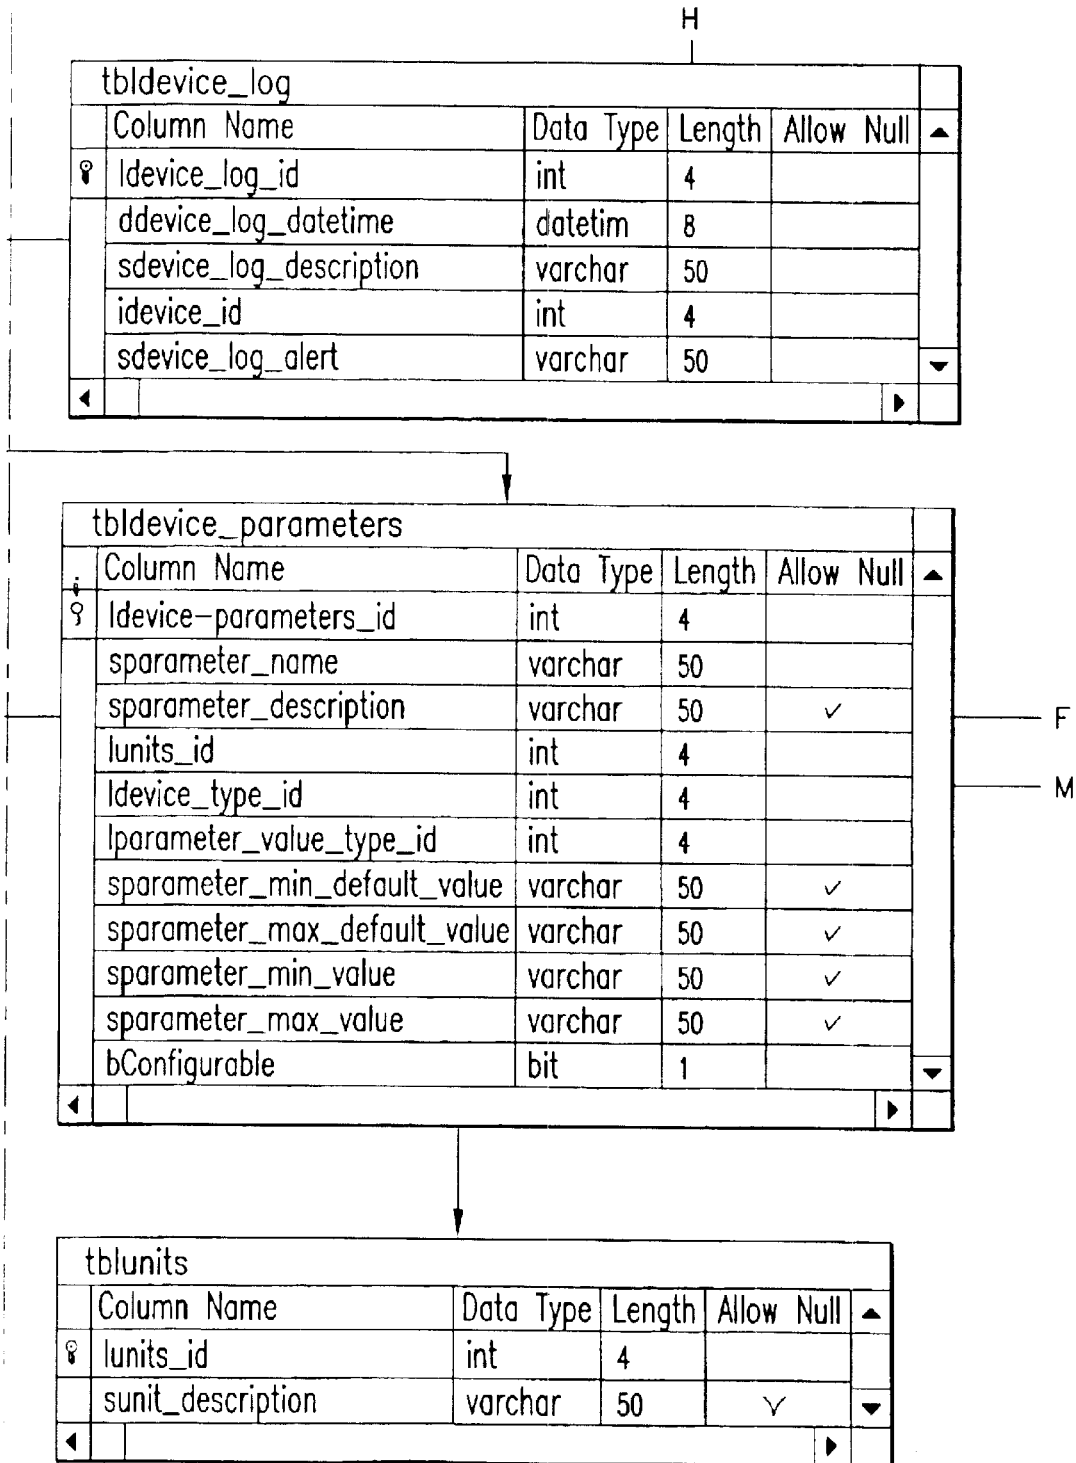 H
tbldevice_log
Column Name Data Type Length Allow Null
ldevice_log_id int 4
ddevice_log_datetime datetim 8
sdevice_log_description varchar 50
idevice_id int 4
sdevice_log_alert varchar 50
tbldevice_parameters
Column Name Data Type Length Allow Null
ldevice-parameters_id int 4
sparameter_name varchar 50
sparameter_description varchar 50 ✓
F
lunits_id int 4
ldevice_type_id int 4
M
lparameter_value_type_id int 4
sparameter_min_default_value varchar 50 ✓
sparameter_max_default_value varchar 50 ✓
sparameter_min_value varchar 50 ✓
sparameter_max_value varchar 50 ✓
bConfigurable bit 1
tblunits
Column Name Data Type Length Allow Null
lunits_id int 4
sunit_description varchar 50 ✓